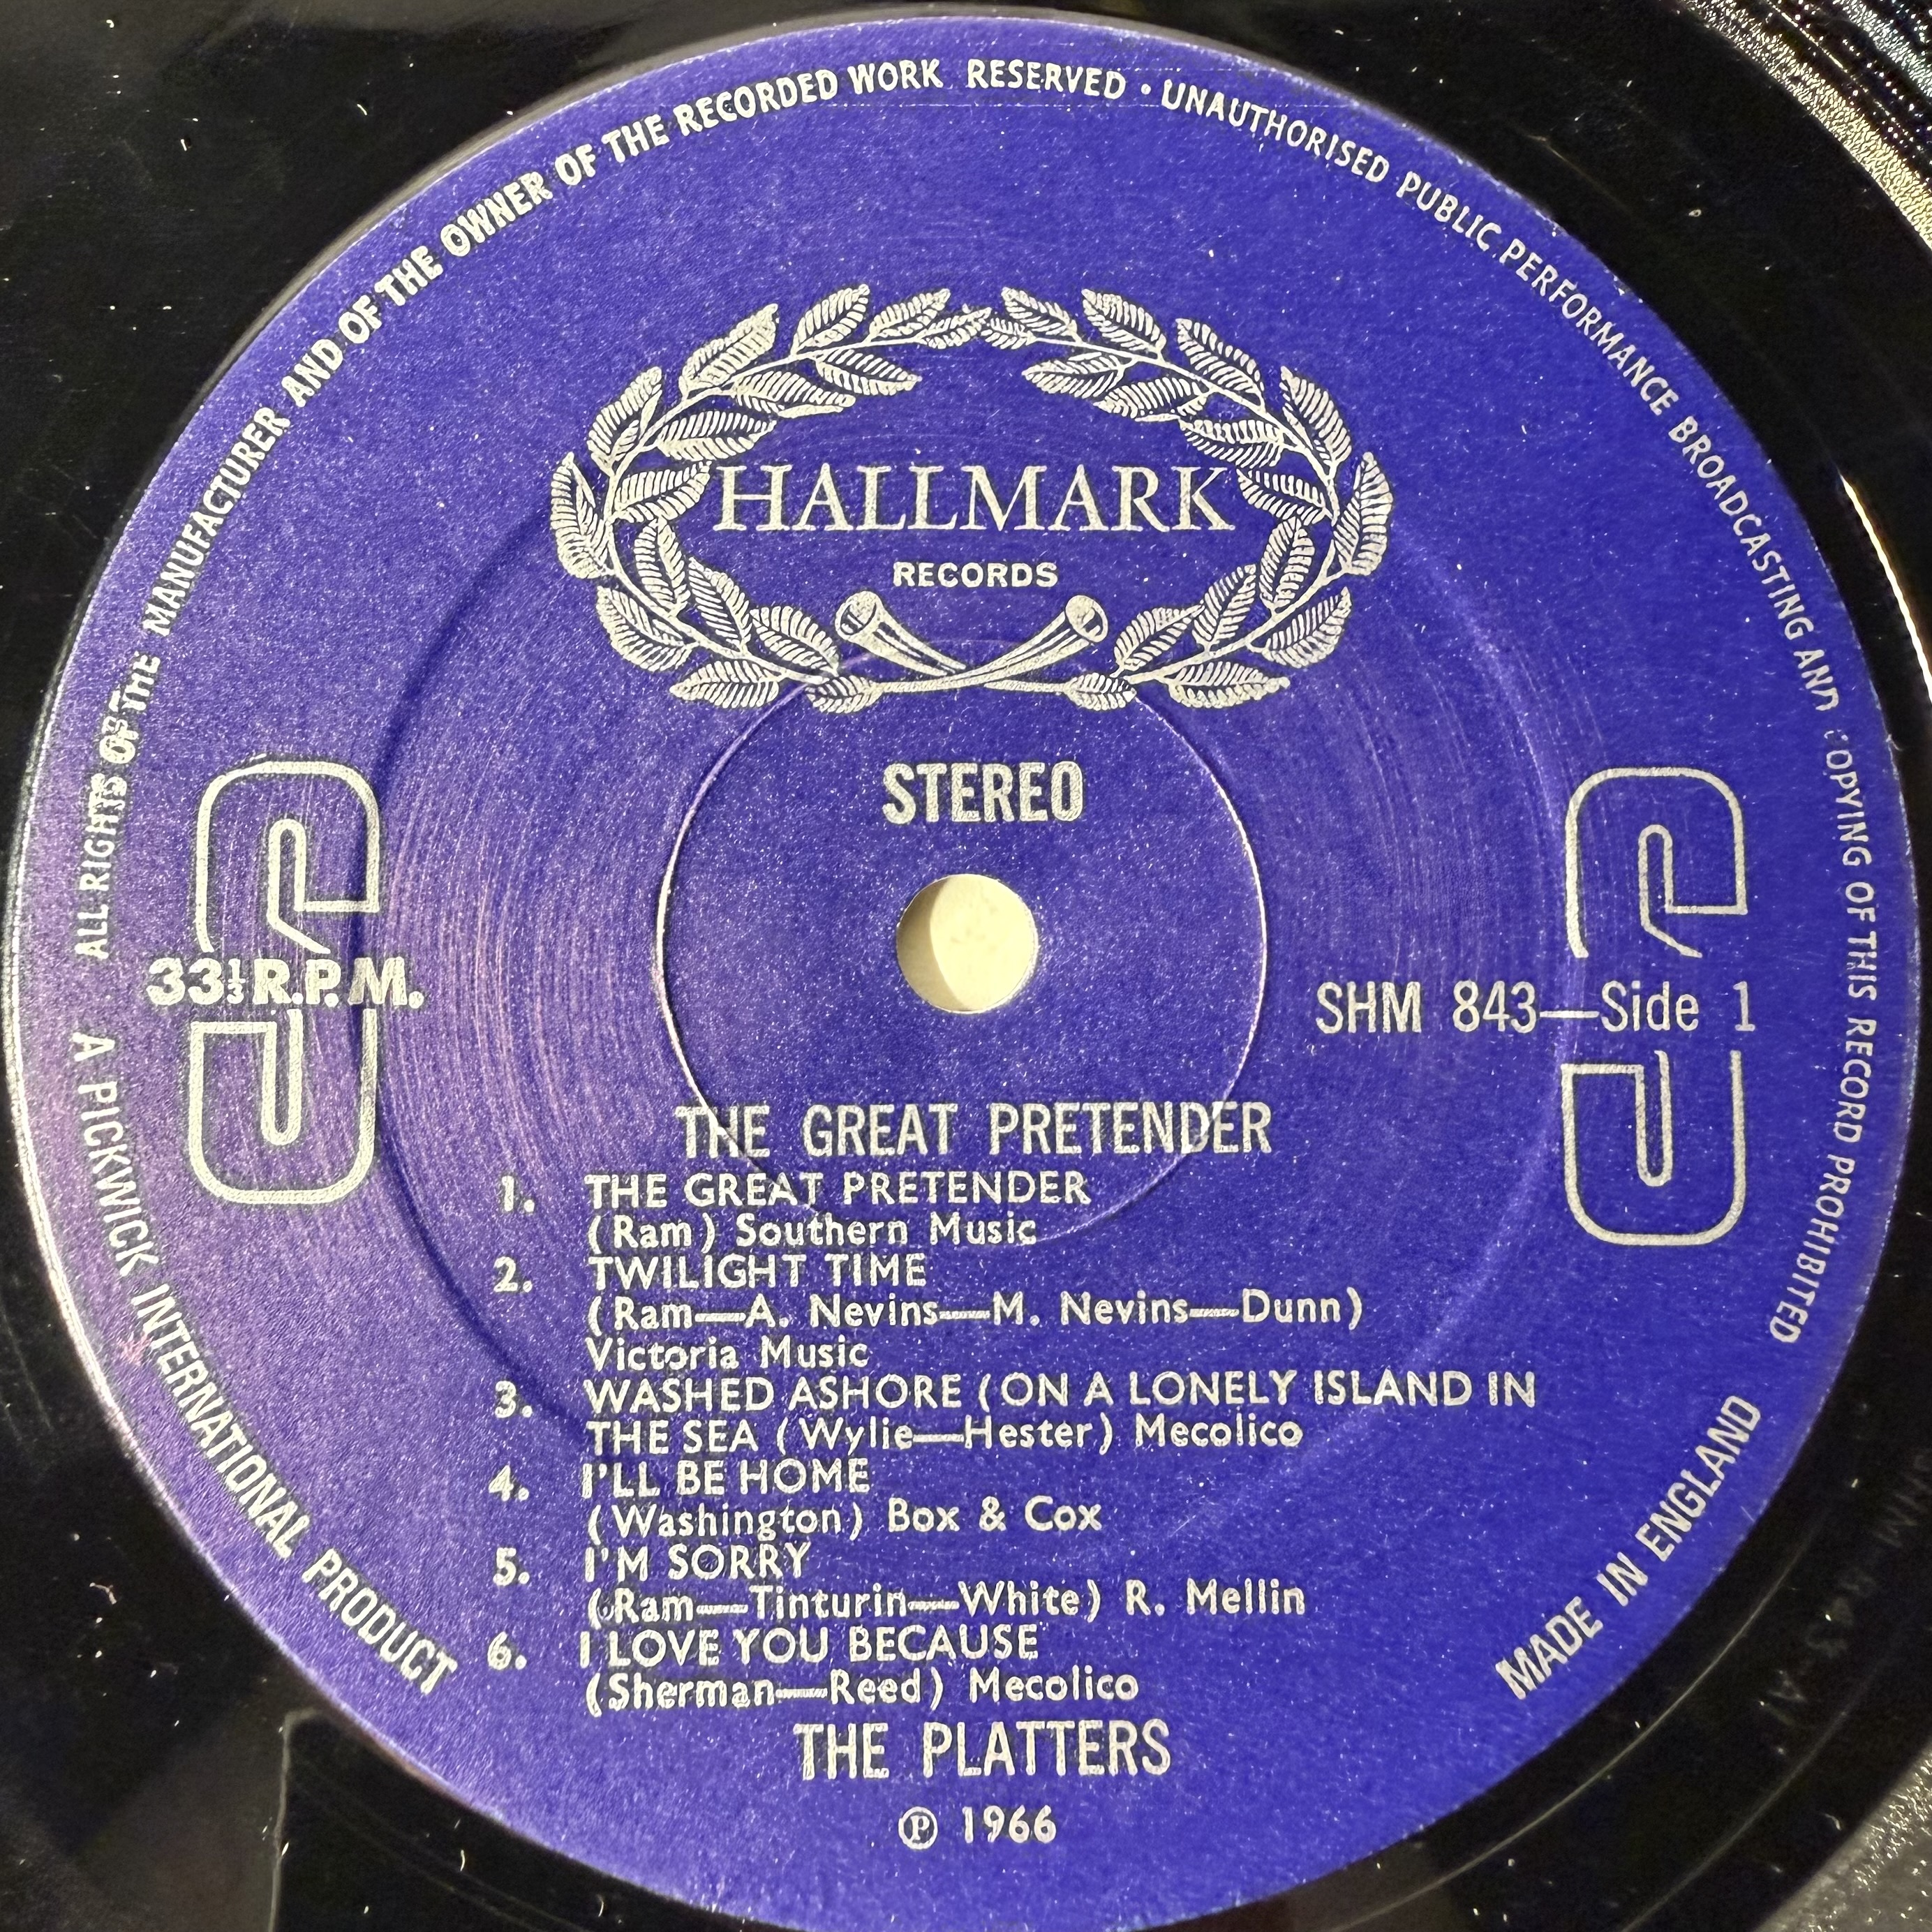 ALL RIGHTS OF THE MANUFACTURER AND OF THE OWNER OF THE RECORDED WORK RESERVED · UNAUTHORISED PUBLIC PERFORMANCE BROADCASTING AND COPYING OF THIS RECORD PROHIBITED
HALLMARK
RECORDS
STEREO
S
33⅓ R.P.M.
S
SHM 843—Side 1
THE GREAT PRETENDER
1. THE GREAT PRETENDER
(Ram) Southern Music
2. TWILIGHT TIME
(Ram—A. Nevins—M. Nevins—Dunn)
Victoria Music
3. WASHED ASHORE (ON A LONELY ISLAND IN
THE SEA (Wylie—Hester) Mecolico
4. I'LL BE HOME
(Washington) Box & Cox
5. I'M SORRY
(Ram—Tinturin—White) R. Mellin
6. I LOVE YOU BECAUSE
(Sherman—Reed) Mecolico
THE PLATTERS
℗ 1966
A PICKWICK INTERNATIONAL PRODUCT
MADE IN ENGLAND